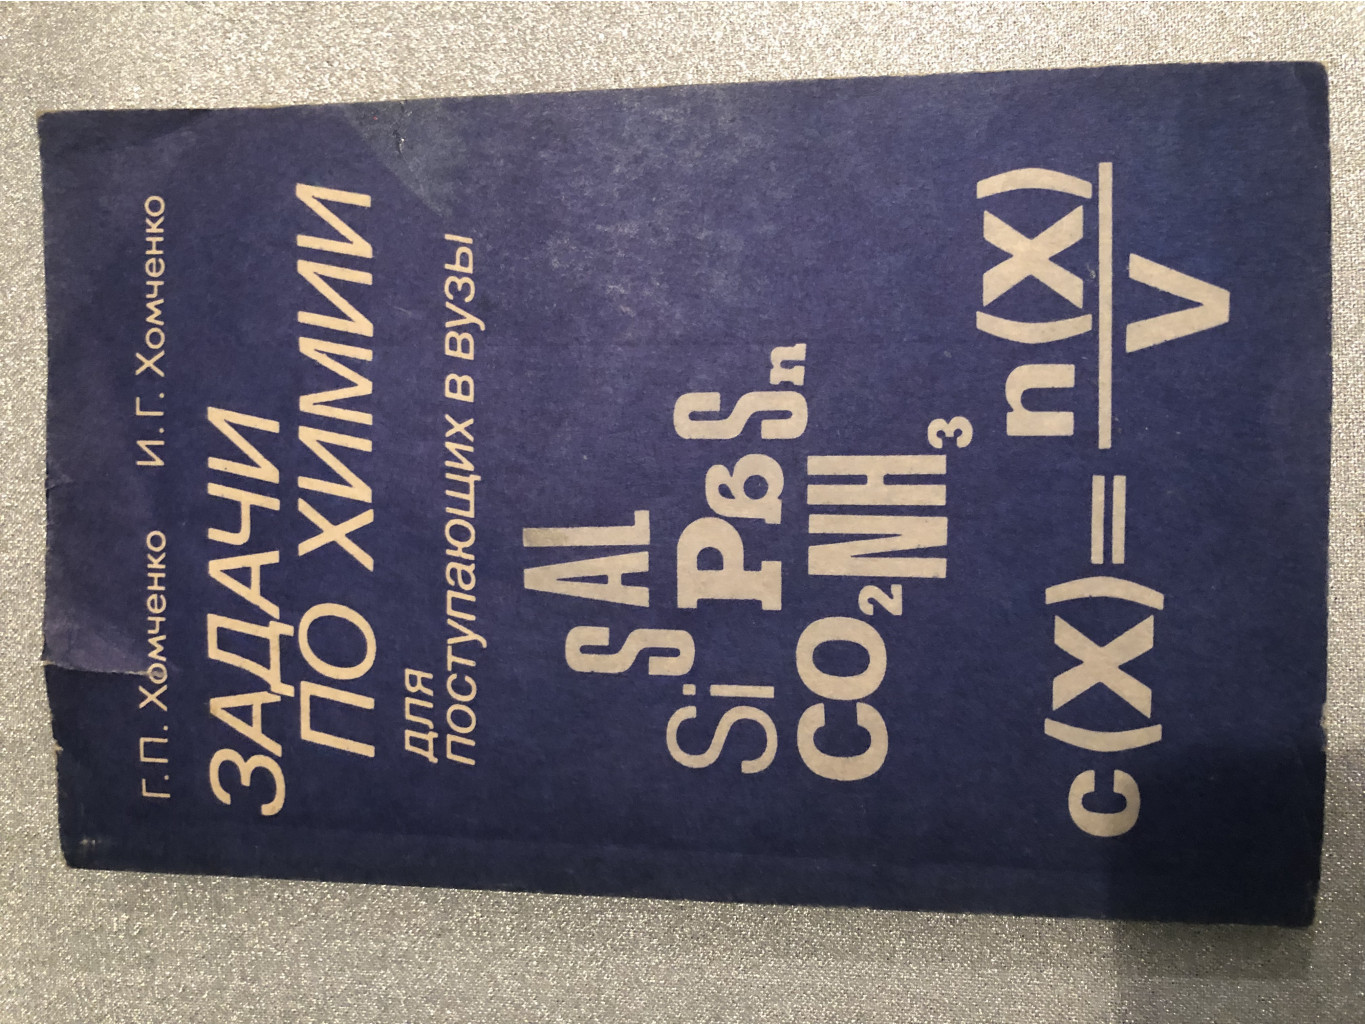 Г.П. Хомченко И.Г. Хомченко
ЗАДАЧИ
ПО ХИМИИ
для
поступающих в вузы
S AL
Si Pb Sn
CO₂ NH₃
c(X) = n(X)
V